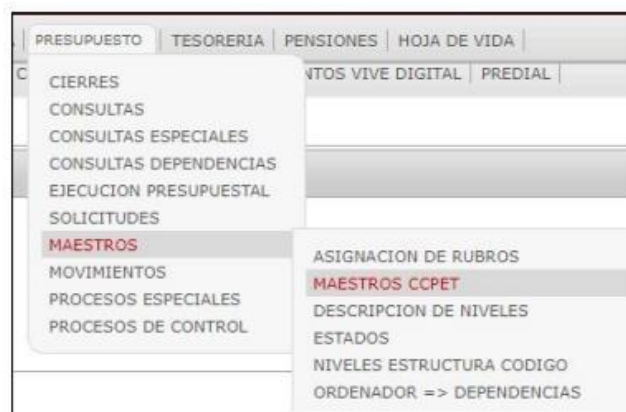 PRESUPUESTO | TESORERIA | PENSIONES | HOJA DE VIDA |
C NTOS VIVE DIGITAL | PREDIAL |
CIERRES
CONSULTAS
CONSULTAS ESPECIALES
CONSULTAS DEPENDENCIAS
EJECUCION PRESUPUESTAL
SOLICITUDES
MAESTROS
MOVIMIENTOS
PROCESOS ESPECIALES
PROCESOS DE CONTROL
ASIGNACION DE RUBROS
MAESTROS CCPET
DESCRIPCION DE NIVELES
ESTADOS
NIVELES ESTRUCTURA CODIGO
ORDENADOR => DEPENDENCIAS